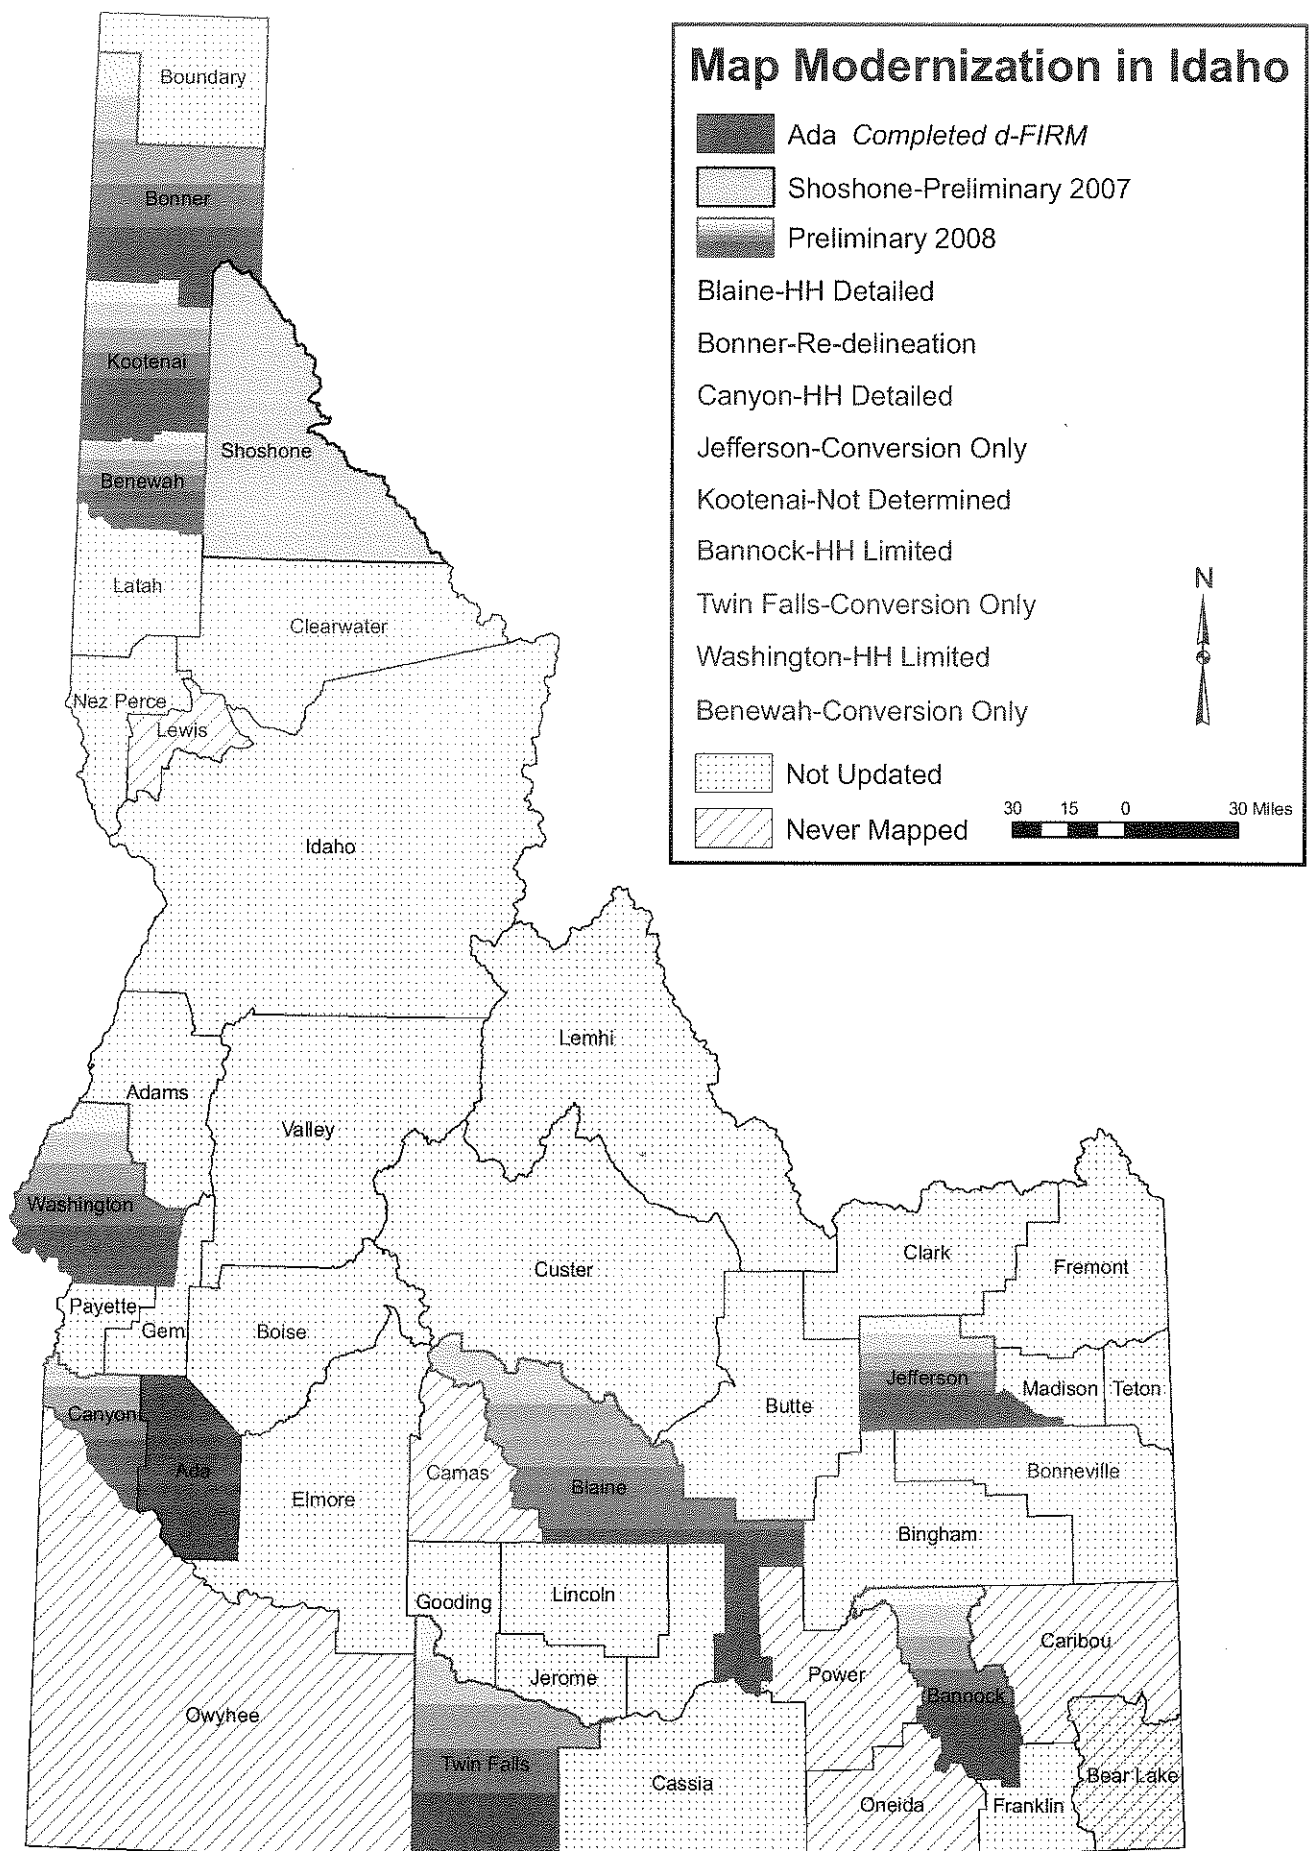 Map Modernization in Idaho
Ada Completed d-FIRM
Shoshone-Preliminary 2007
Preliminary 2008
Blaine-HH Detailed
Bonner-Re-delineation
Canyon-HH Detailed
Jefferson-Conversion Only
Kootenai-Not Determined
Bannock-HH Limited
Twin Falls-Conversion Only
Washington-HH Limited
Benewah-Conversion Only
Not Updated
Never Mapped
N
30 15 0 30 Miles
Boundary
Bonner
Kootenai
Shoshone
Benewah
Latah
Clearwater
Nez Perce
Lewis
Idaho
Lemhi
Adams
Valley
Washington
Custer
Clark
Fremont
Payette
Gem
Boise
Jefferson
Madison
Teton
Butte
Canyon
Ada
Elmore
Camas
Blaine
Bonneville
Bingham
Gooding
Lincoln
Jerome
Power
Caribou
Bannock
Owyhee
Twin Falls
Cassia
Oneida
Franklin
Bear Lake